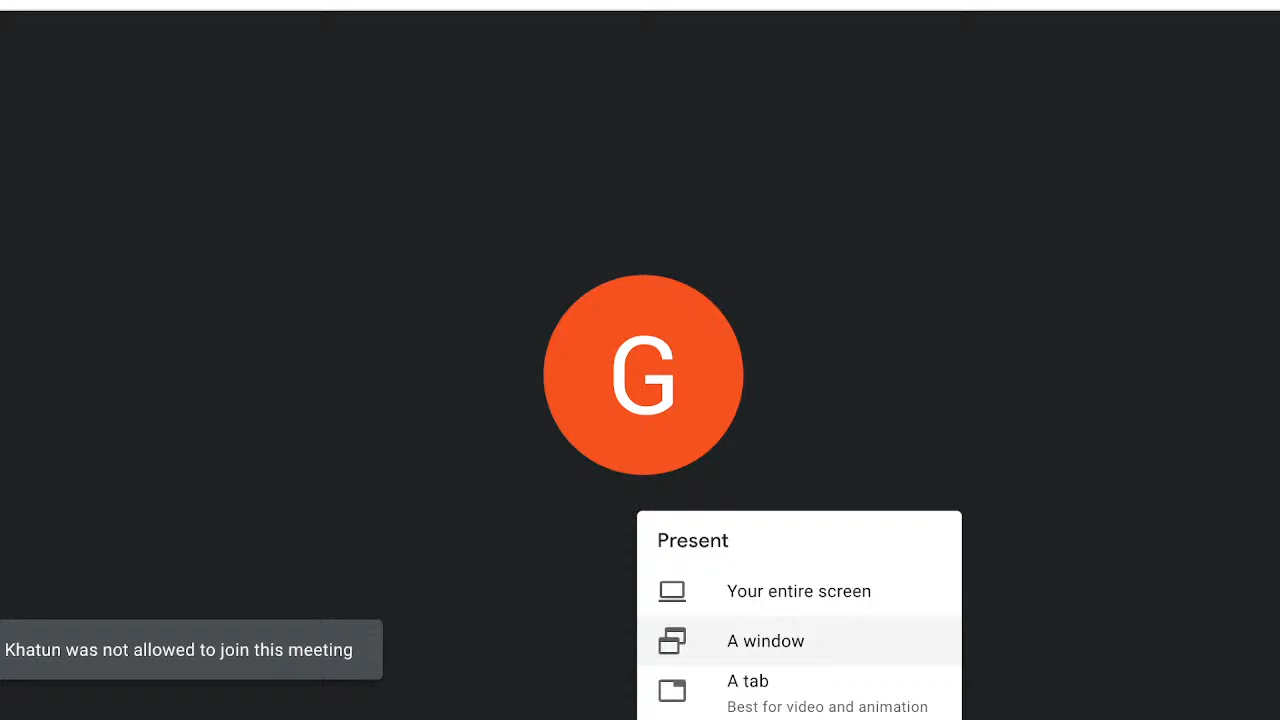 G
Present
Your entire screen
A window
Khatun was not allowed to join this meeting
A tab
Best for video and animation